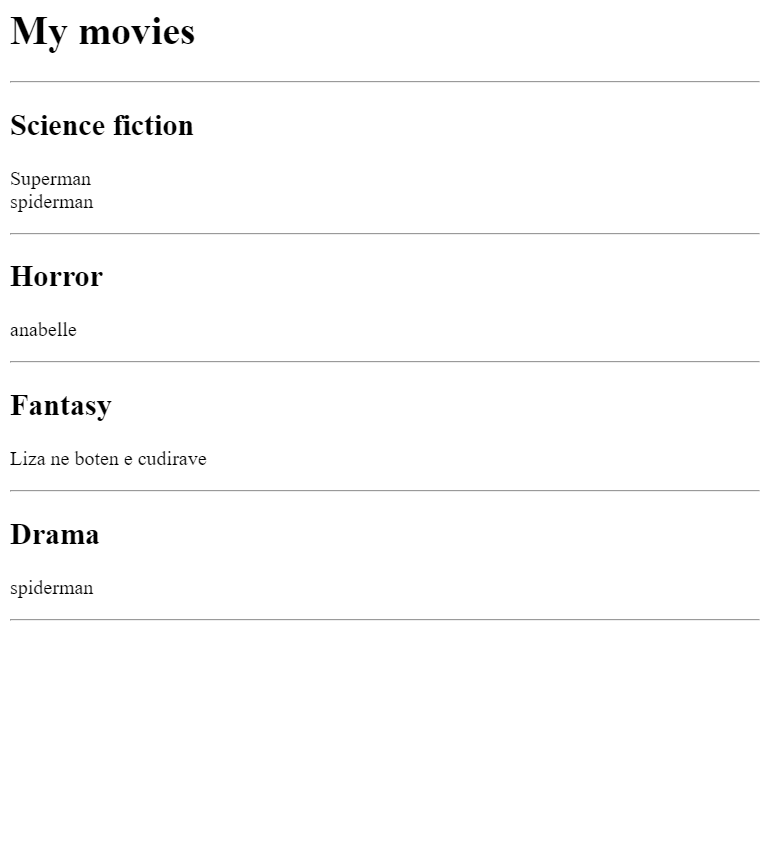 My movies
Science fiction
Superman
spiderman
Horror
anabelle
Fantasy
Liza ne boten e cudirave
Drama
spiderman